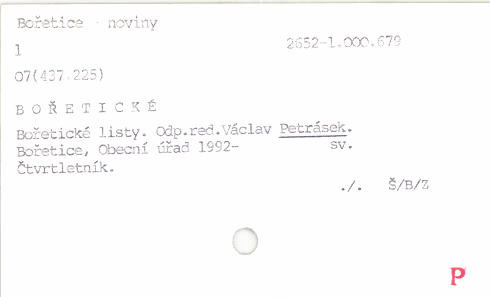 Bořetice - noviny
1 2652-1.000.679
07(437.225)
BOŘETICKÉ
Bořetické listy. Odp.red.Václav Petrásek.
Bořetice, Obecní úřad 1992- sv.
Čtvrtletník.
./. Š/B/Z
P